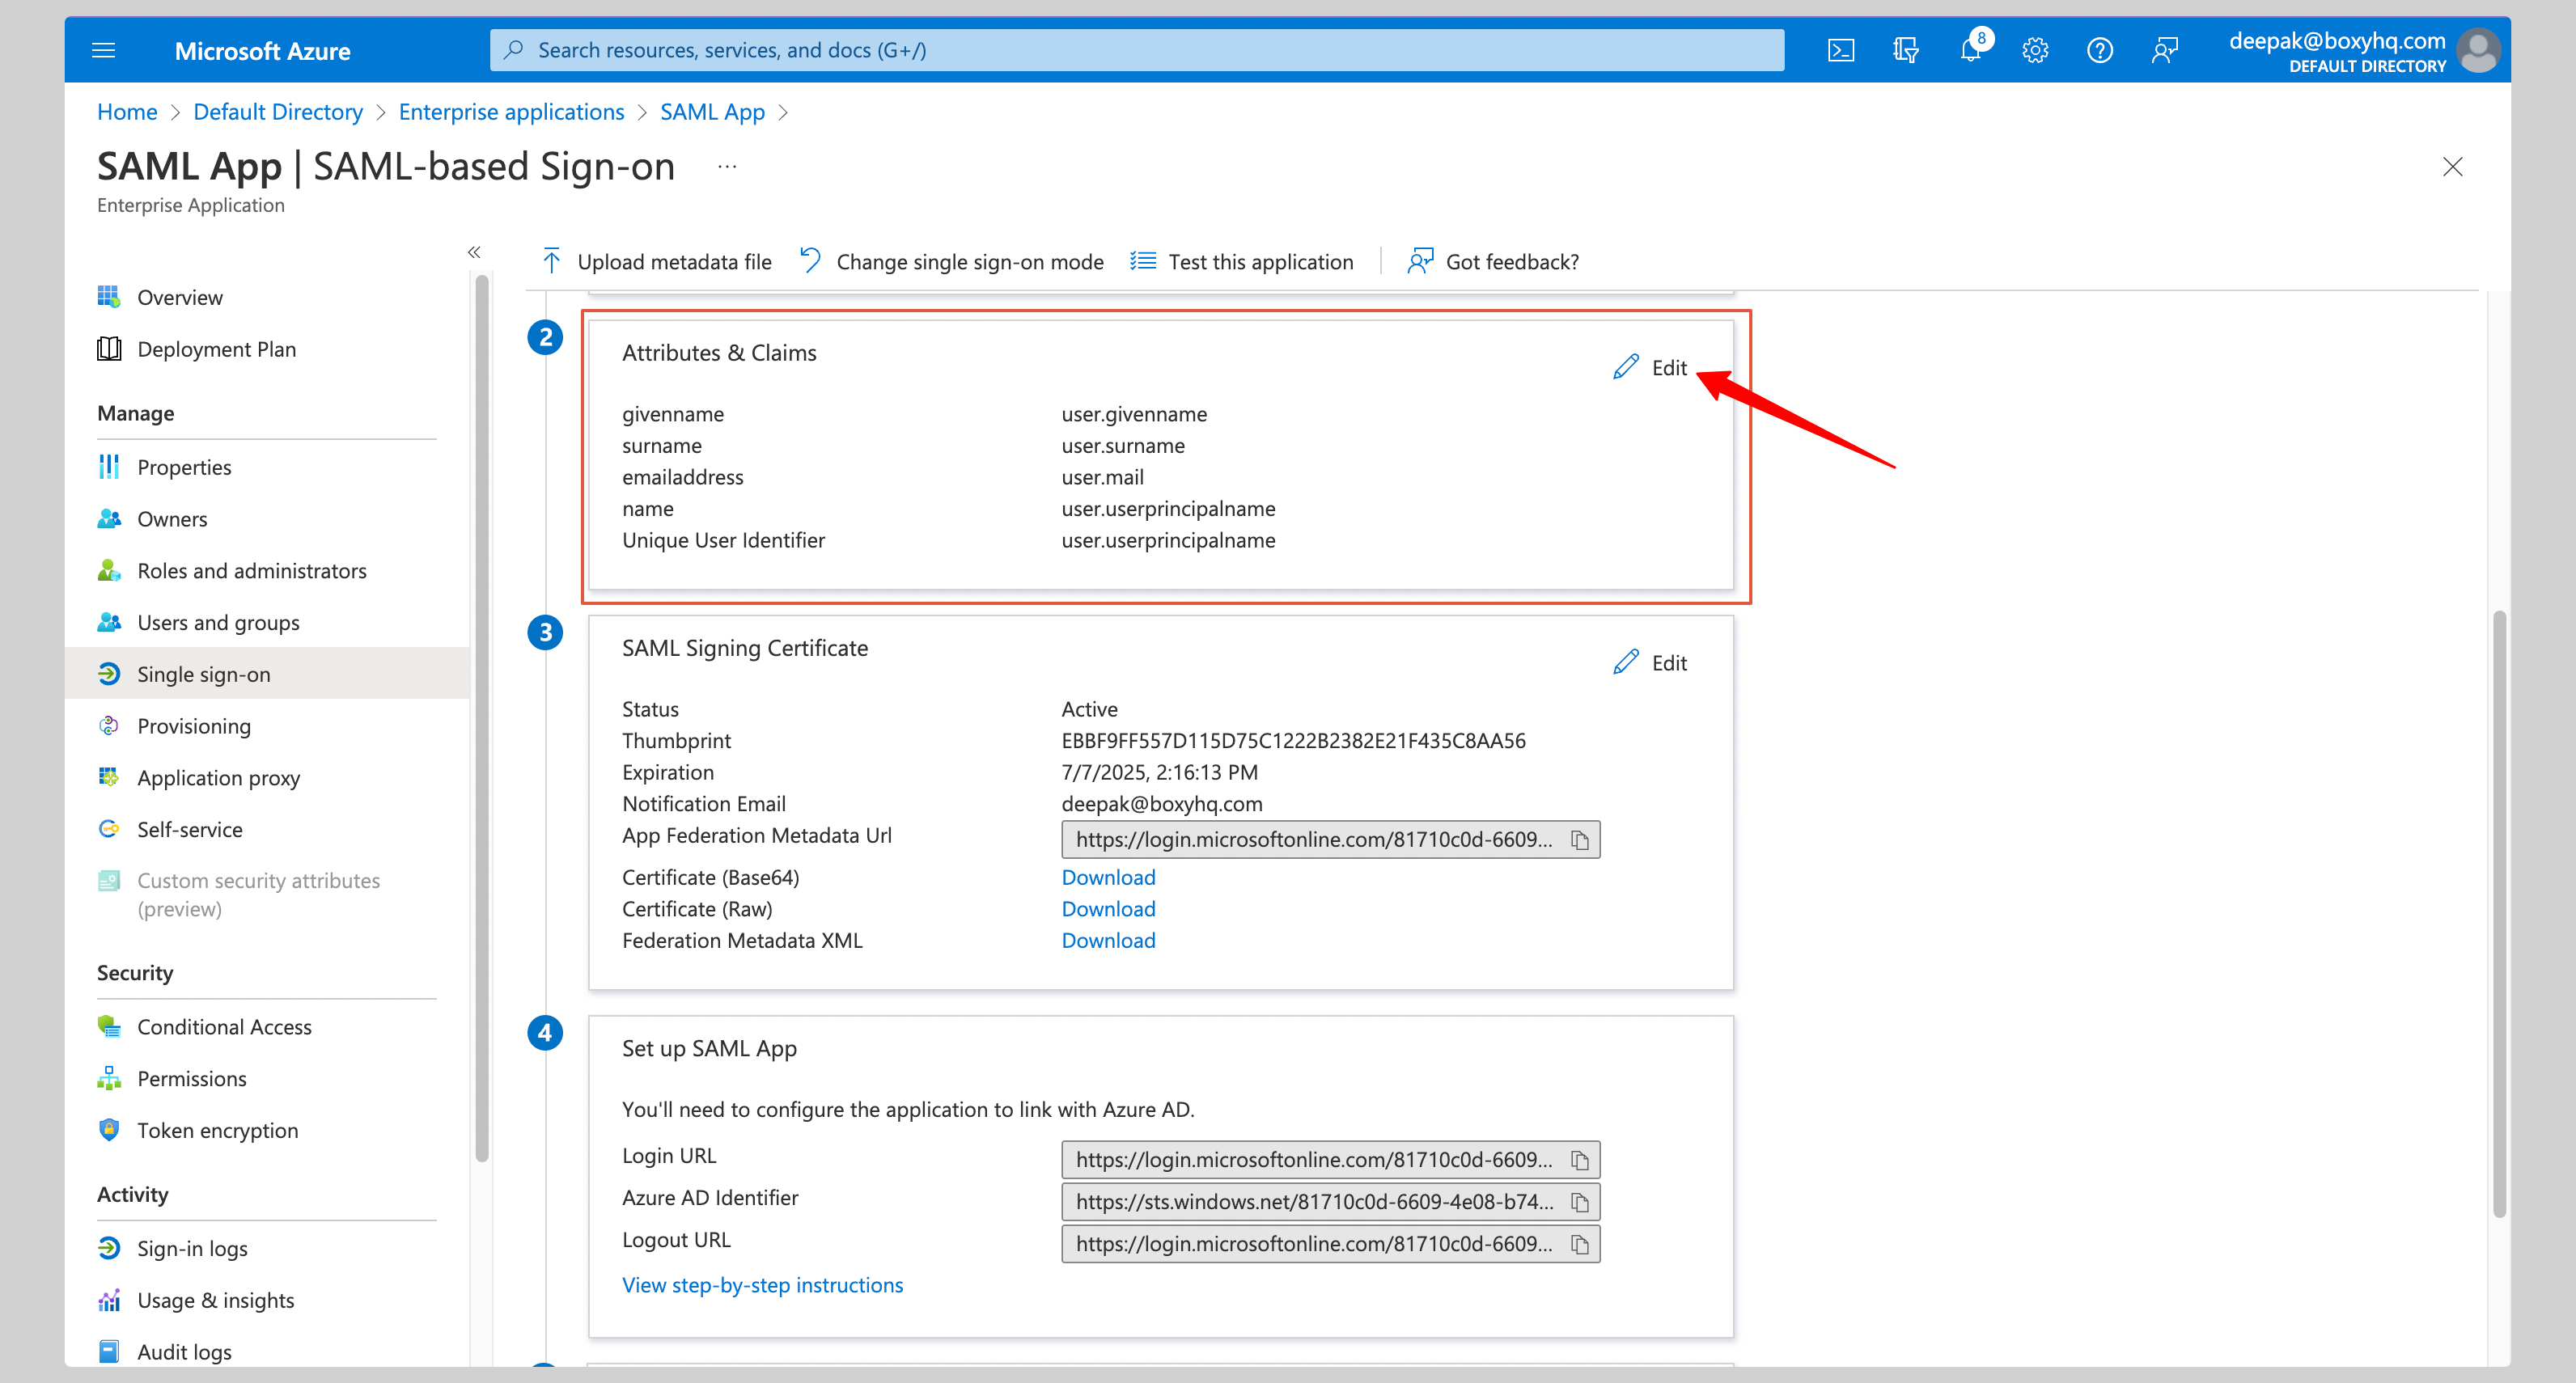 Microsoft Azure
Search resources, services, and docs (G+/)
8
deepak@boxyhq.com
DEFAULT DIRECTORY
Home > Default Directory > Enterprise applications > SAML App >
SAML App | SAML-based Sign-on ...
Enterprise Application
«
Overview
Deployment Plan
Manage
Properties
Owners
Roles and administrators
Users and groups
Single sign-on
Provisioning
Application proxy
Self-service
Custom security attributes
(preview)
Security
Conditional Access
Permissions
Token encryption
Activity
Sign-in logs
Usage & insights
Audit logs
Upload metadata file
Change single sign-on mode
Test this application
Got feedback?
2
Attributes & Claims
Edit
givenname user.givenname
surname user.surname
emailaddress user.mail
name user.userprincipalname
Unique User Identifier user.userprincipalname
3
SAML Signing Certificate
Edit
Status Active
Thumbprint EBBF9FF557D115D75C1222B2382E21F435C8AA56
Expiration 7/7/2025, 2:16:13 PM
Notification Email deepak@boxyhq.com
App Federation Metadata Url https://login.microsoftonline.com/81710c0d-6609...
Certificate (Base64) Download
Certificate (Raw) Download
Federation Metadata XML Download
4
Set up SAML App
You'll need to configure the application to link with Azure AD.
Login URL https://login.microsoftonline.com/81710c0d-6609...
Azure AD Identifier https://sts.windows.net/81710c0d-6609-4e08-b74...
Logout URL https://login.microsoftonline.com/81710c0d-6609...
View step-by-step instructions